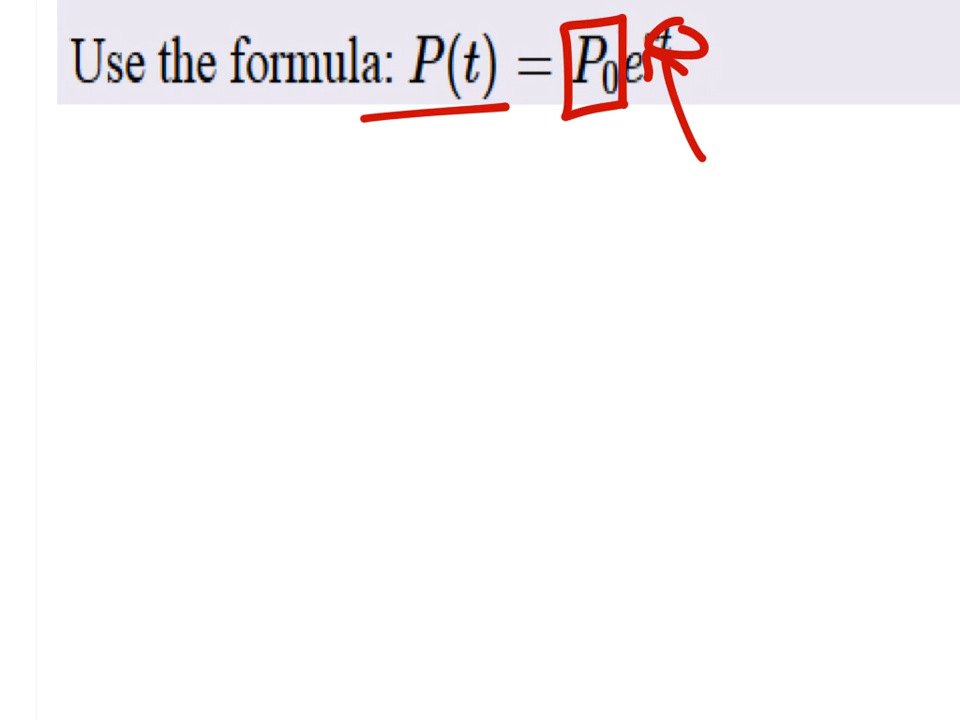 Use the formula: P(t) = P₀e